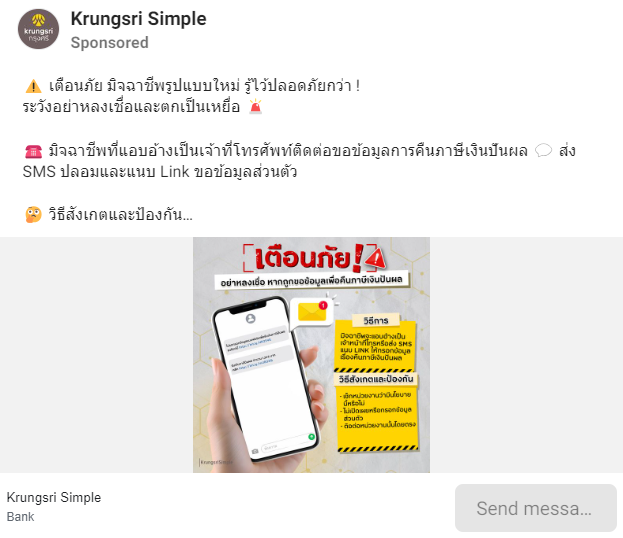 krungsri
กรุงศรี
Krungsri Simple
Sponsored
⚠️ เตือนภัย มิจฉาชีพรูปแบบใหม่ รู้ไว้ปลอดภัยกว่า !
ระวังอย่าหลงเชื่อและตกเป็นเหยื่อ 🚨
☎️ มิจฉาชีพที่แอบอ้างเป็นเจ้าที่โทรศัพท์ติดต่อขอข้อมูลการคืนภาษีเงินปันผล 💬 ส่ง
SMS ปลอมและแนบ Link ขอข้อมูลส่วนตัว
🤔 วิธีสังเกตและป้องกัน...
เตือนภัย!
อย่าหลงเชื่อ หากถูกขอข้อมูลเพื่อคืนภาษีเงินปันผล
1
วิธีการ
มิจฉาชีพจะแอบอ้างเป็น
เจ้าหน้าที่โทรหรือส่ง SMS
แนบ LINK ให้กรอกข้อมูล
เรื่องคืนภาษีเงินปันผล
วิธีสังเกตและป้องกัน
- เช็กหน่วยงานว่ามีนโยบาย
นี้หรือไม่
- ไม่เปิดเผยหรือกรอกข้อมูล
ส่วนตัว
- ติดต่อหน่วยงานนั้นโดยตรง
KrungsriSimple
Krungsri Simple
Bank
Send messa...